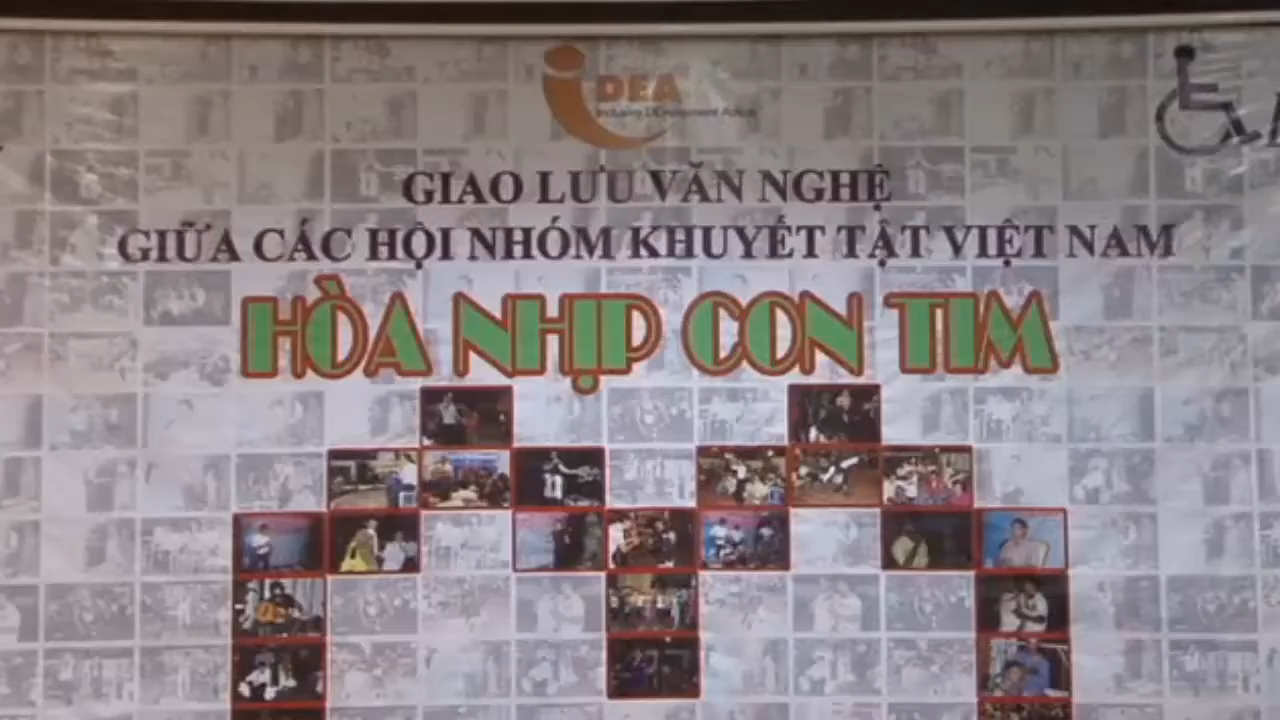 iDEA
GIAO LƯU VĂN NGHỆ
GIỮA CÁC HỘI NHÓM KHUYẾT TẬT VIỆT NAM
HÒA NHỊP CON TIM